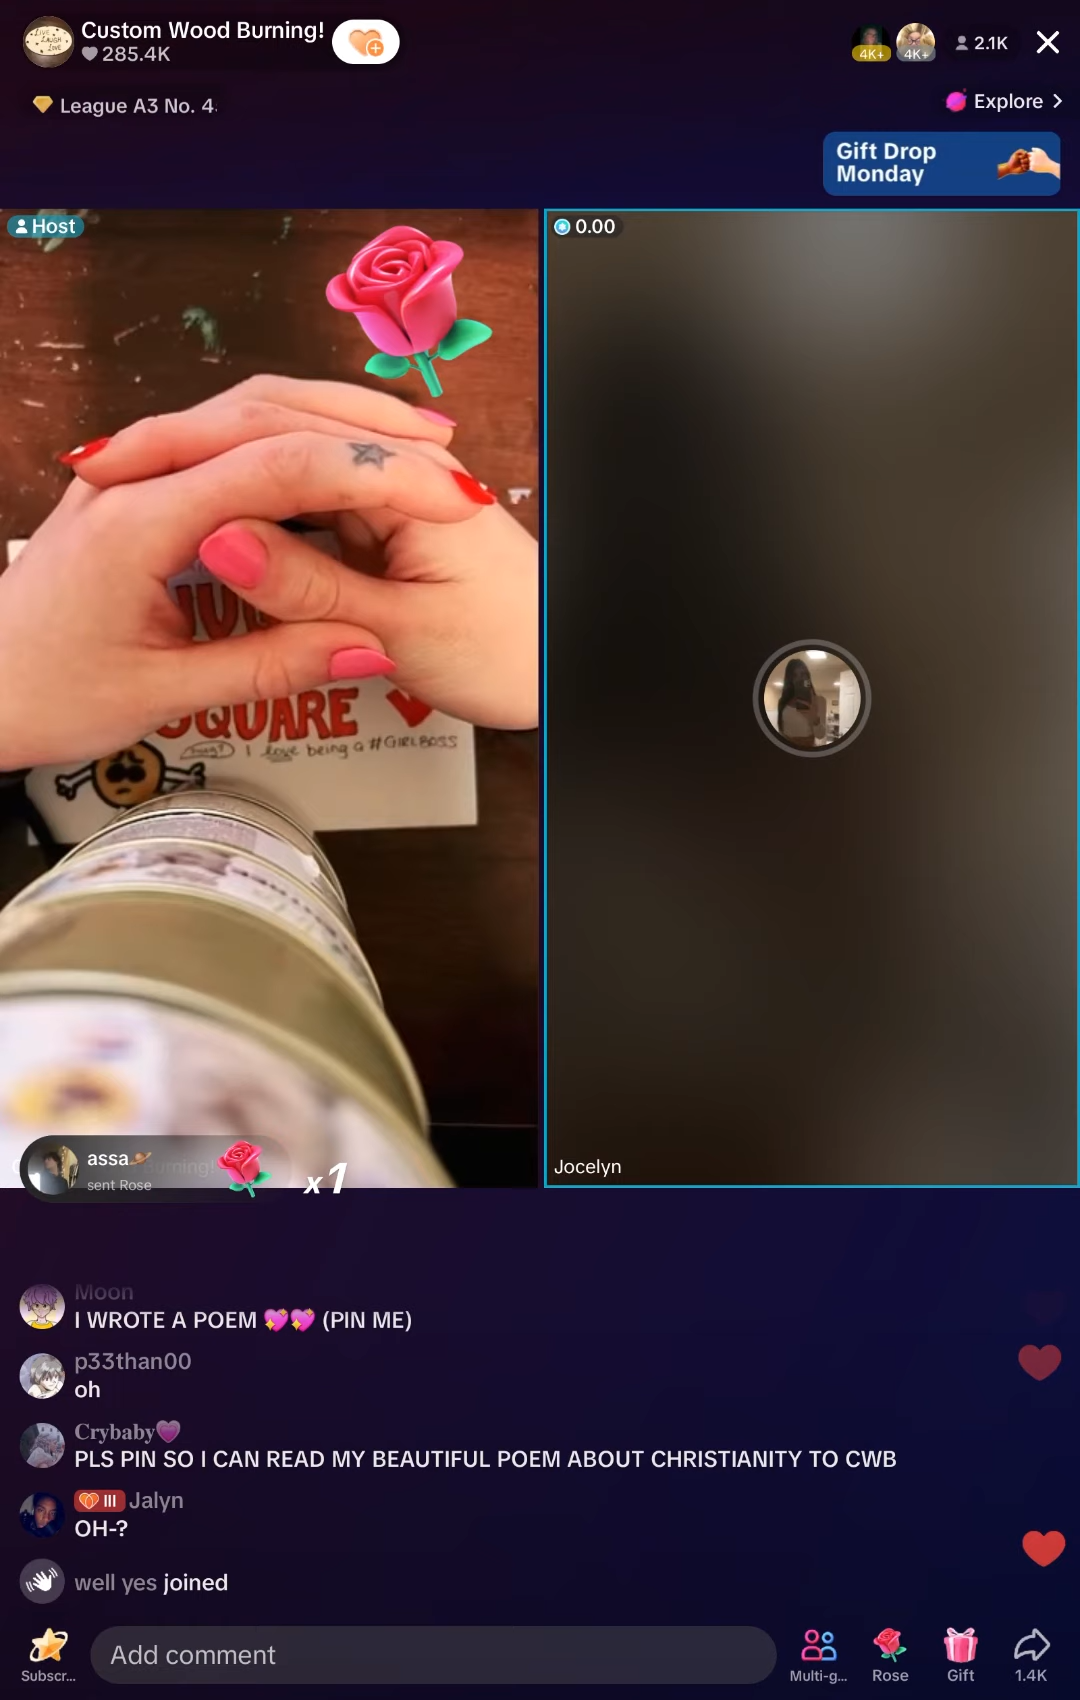 Custom Wood Burning!
285.4K
4K+
4K+
2.1K
League A3 No. 4
Explore
Gift Drop
Monday
Host
0.00
SQUARE
I love being a #GIRLBOSS
assa
sent Rose
x1
Jocelyn
Moon
I WROTE A POEM 💖💖 (PIN ME)
p33than00
oh
Crybaby💗
PLS PIN SO I CAN READ MY BEAUTIFUL POEM ABOUT CHRISTIANITY TO CWB
III Jalyn
OH-?
well yes joined
Subscr...
Add comment
Multi-g...
Rose
Gift
1.4K